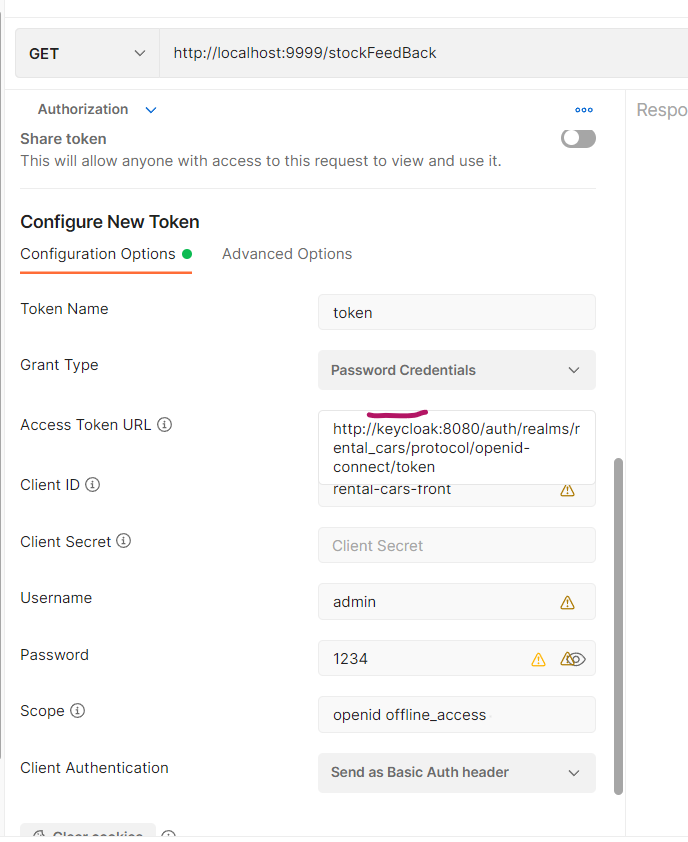 GET http://localhost:9999/stockFeedBack
Authorization
Respo
Share token
This will allow anyone with access to this request to view and use it.
Configure New Token
Configuration Options Advanced Options
Token Name token
Grant Type Password Credentials
Access Token URL http://keycloak:8080/auth/realms/r
ental_cars/protocol/openid-
connect/token
Client ID rental-cars-front
Client Secret Client Secret
Username admin
Password 1234
Scope openid offline_access
Client Authentication Send as Basic Auth header
Clear cookies